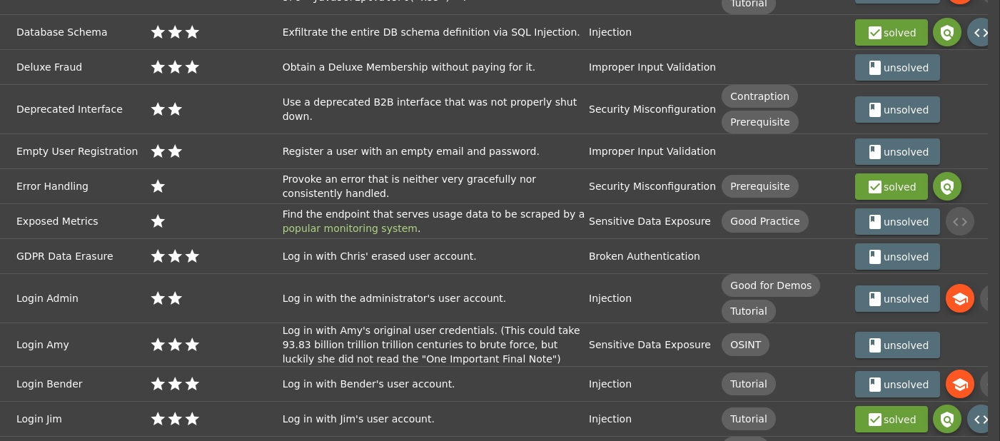 Tutorial
Database Schema
Exfiltrate the entire DB schema definition via SQL Injection.
Injection
solved
Deluxe Fraud
Obtain a Deluxe Membership without paying for it.
Improper Input Validation
unsolved
Deprecated Interface
Use a deprecated B2B interface that was not properly shut
down.
Security Misconfiguration
Contraption
Prerequisite
unsolved
Empty User Registration
Register a user with an empty email and password.
Improper Input Validation
unsolved
Error Handling
Provoke an error that is neither very gracefully nor
consistently handled.
Security Misconfiguration
Prerequisite
solved
Exposed Metrics
Find the endpoint that serves usage data to be scraped by a
popular monitoring system.
Sensitive Data Exposure
Good Practice
unsolved
GDPR Data Erasure
Log in with Chris' erased user account.
Broken Authentication
unsolved
Login Admin
Log in with the administrator's user account.
Injection
Good for Demos
Tutorial
unsolved
Login Amy
Log in with Amy's original user credentials. (This could take
93.83 billion trillion trillion centuries to brute force, but
luckily she did not read the "One Important Final Note")
Sensitive Data Exposure
OSINT
unsolved
Login Bender
Log in with Bender's user account.
Injection
Tutorial
unsolved
Login Jim
Log in with Jim's user account.
Injection
Tutorial
solved